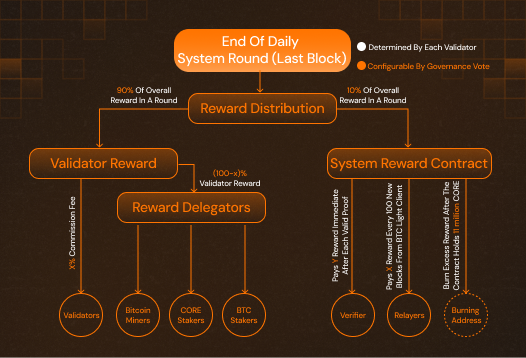 End Of Daily
System Round (Last Block)
Determined By Each Validator
Configurable By Governance Vote
90% Of Overall
Reward In A Round
10% Of Overall
Reward In A Round
Reward Distribution
Validator Reward
System Reward Contract
(100-x)%
Validator Reward
Reward Delegators
X% Commission Fee
Pays Y Reward Immediate
After Each Valid Proof
Pays X Reward Every 100 New
Blocks From BTC Light Client
Burn Excess Reward After The
Contract Holds 11 million CORE
Validators
Bitcoin
Miners
CORE
Stakers
BTC
Stakers
Verifier
Relayers
Burning
Address